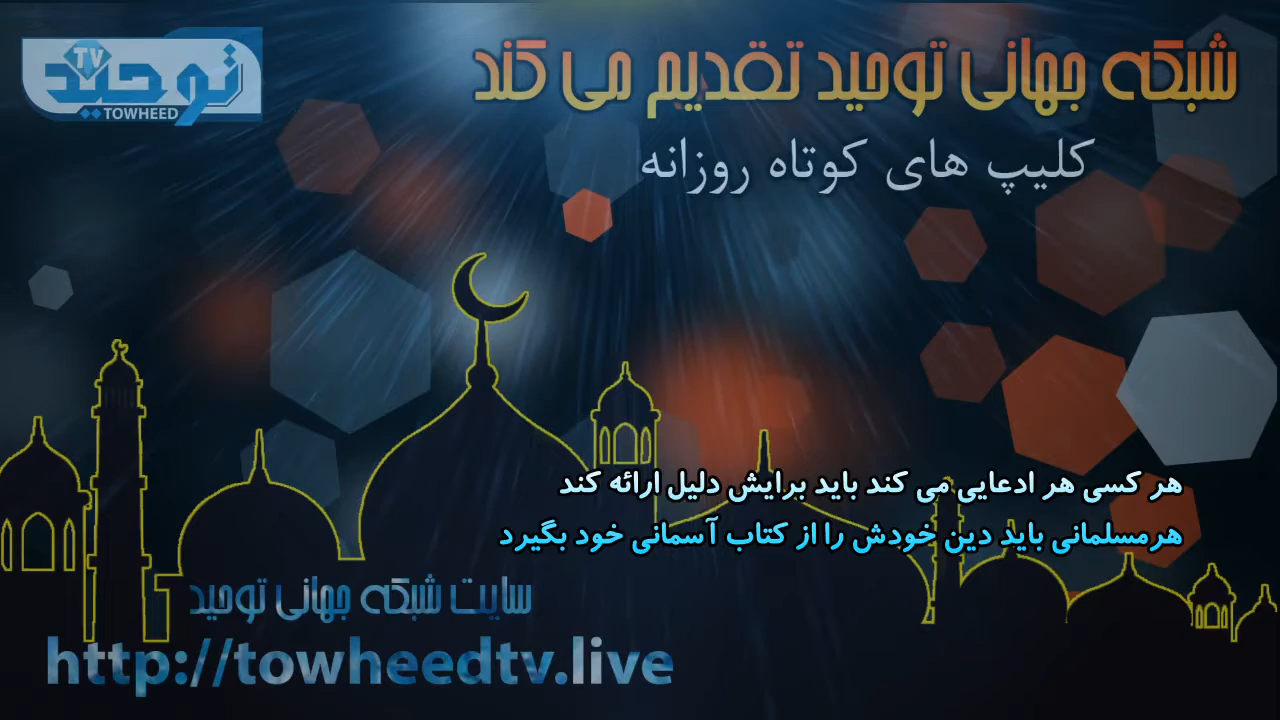 شبکه جهانی توحید تقدیم می کند
TV
توحید
TOWHEED
کلیپ های کوتاه روزانه
هر کسی هر ادعایی می کند باید برایش دلیل ارائه کند
هرمسلمانی باید دین خودش را از کتاب آسمانی خود بگیرد
سایت شبکه جهانی توحید
http://towheedtv.live